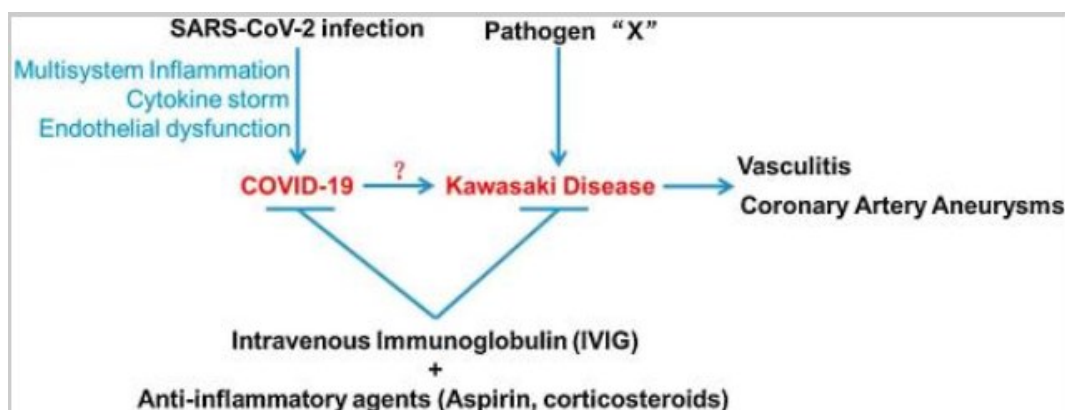 SARS-CoV-2 infection
Pathogen “X”
Multisystem Inflammation
Cytokine storm
Endothelial dysfunction
COVID-19
?
Kawasaki Disease
Vasculitis
Coronary Artery Aneurysms
Intravenous Immunoglobulin (IVIG)
+
Anti-inflammatory agents (Aspirin, corticosteroids)